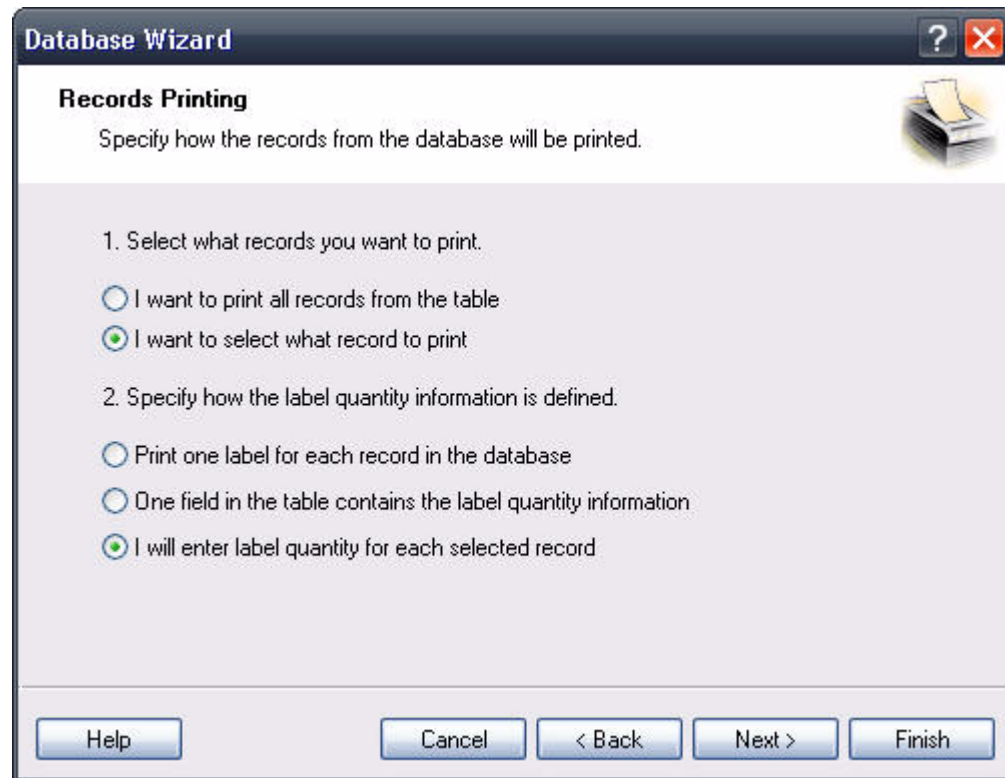 Database Wizard
?
Records Printing
Specify how the records from the database will be printed.
1. Select what records you want to print.
I want to print all records from the table
I want to select what record to print
2. Specify how the label quantity information is defined.
Print one label for each record in the database
One field in the table contains the label quantity information
I will enter label quantity for each selected record
Help Cancel < Back Next > Finish